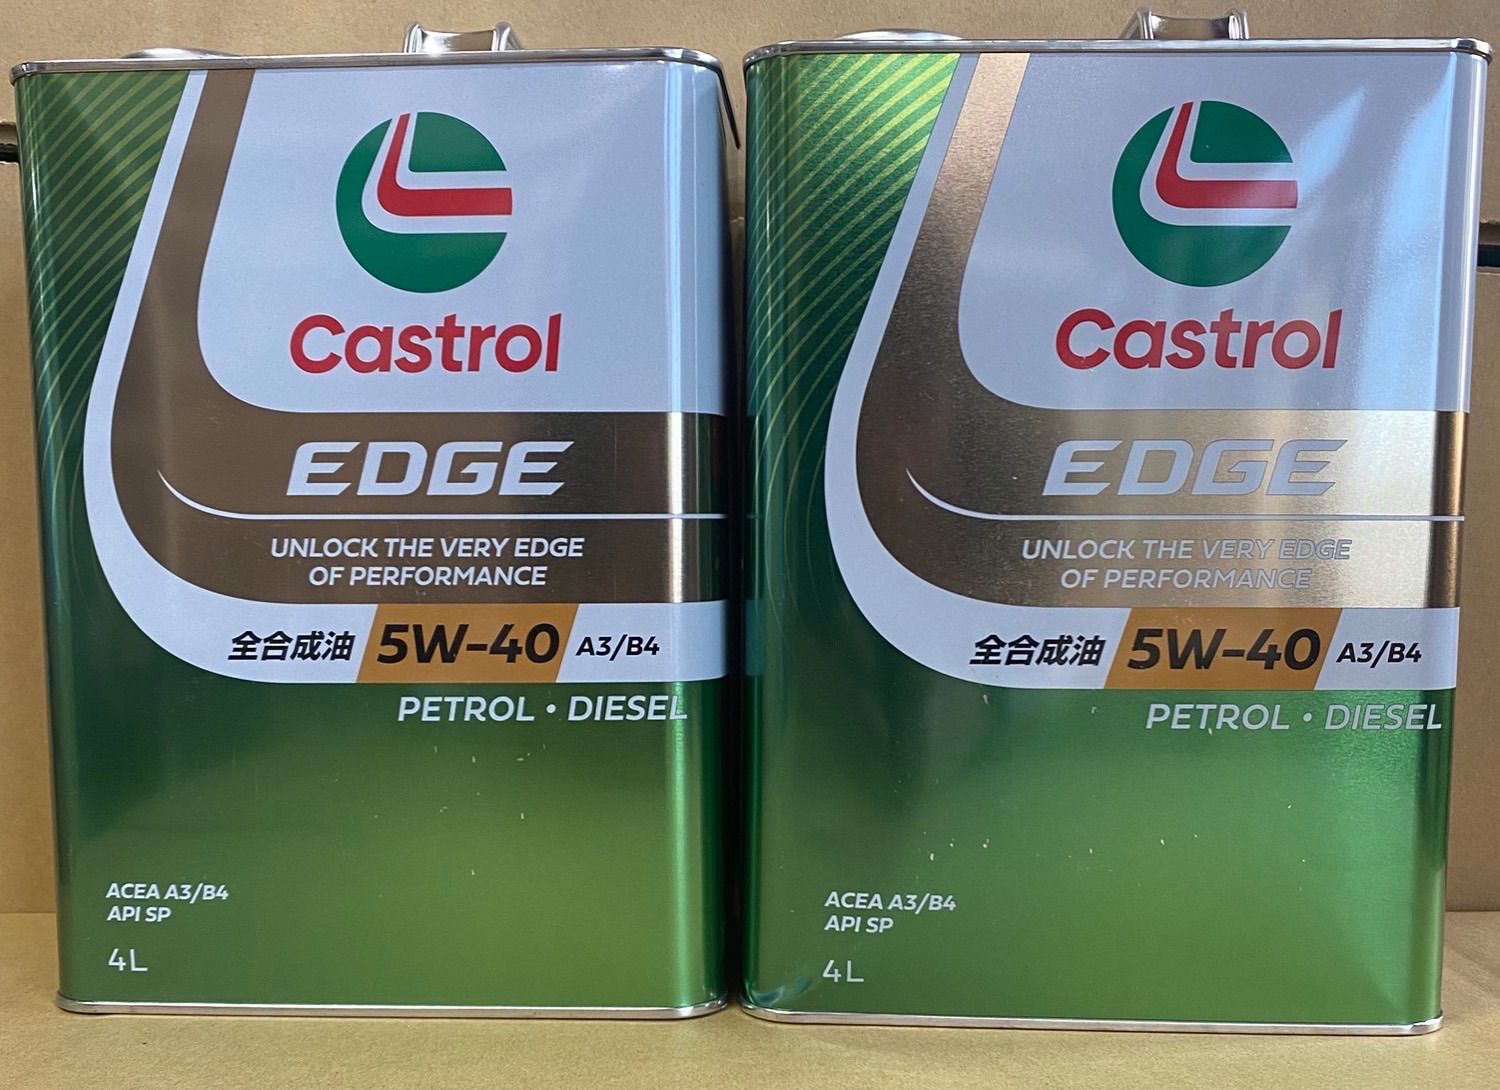 Castrol
EDGE
UNLOCK THE VERY EDGE
OF PERFORMANCE
全合成油 5W-40 A3/B4
PETROL • DIESEL
ACEA A3/B4
API SP
4L
Castrol
EDGE
UNLOCK THE VERY EDGE
OF PERFORMANCE
全合成油 5W-40 A3/B4
PETROL • DIESEL
ACEA A3/B4
API SP
4L